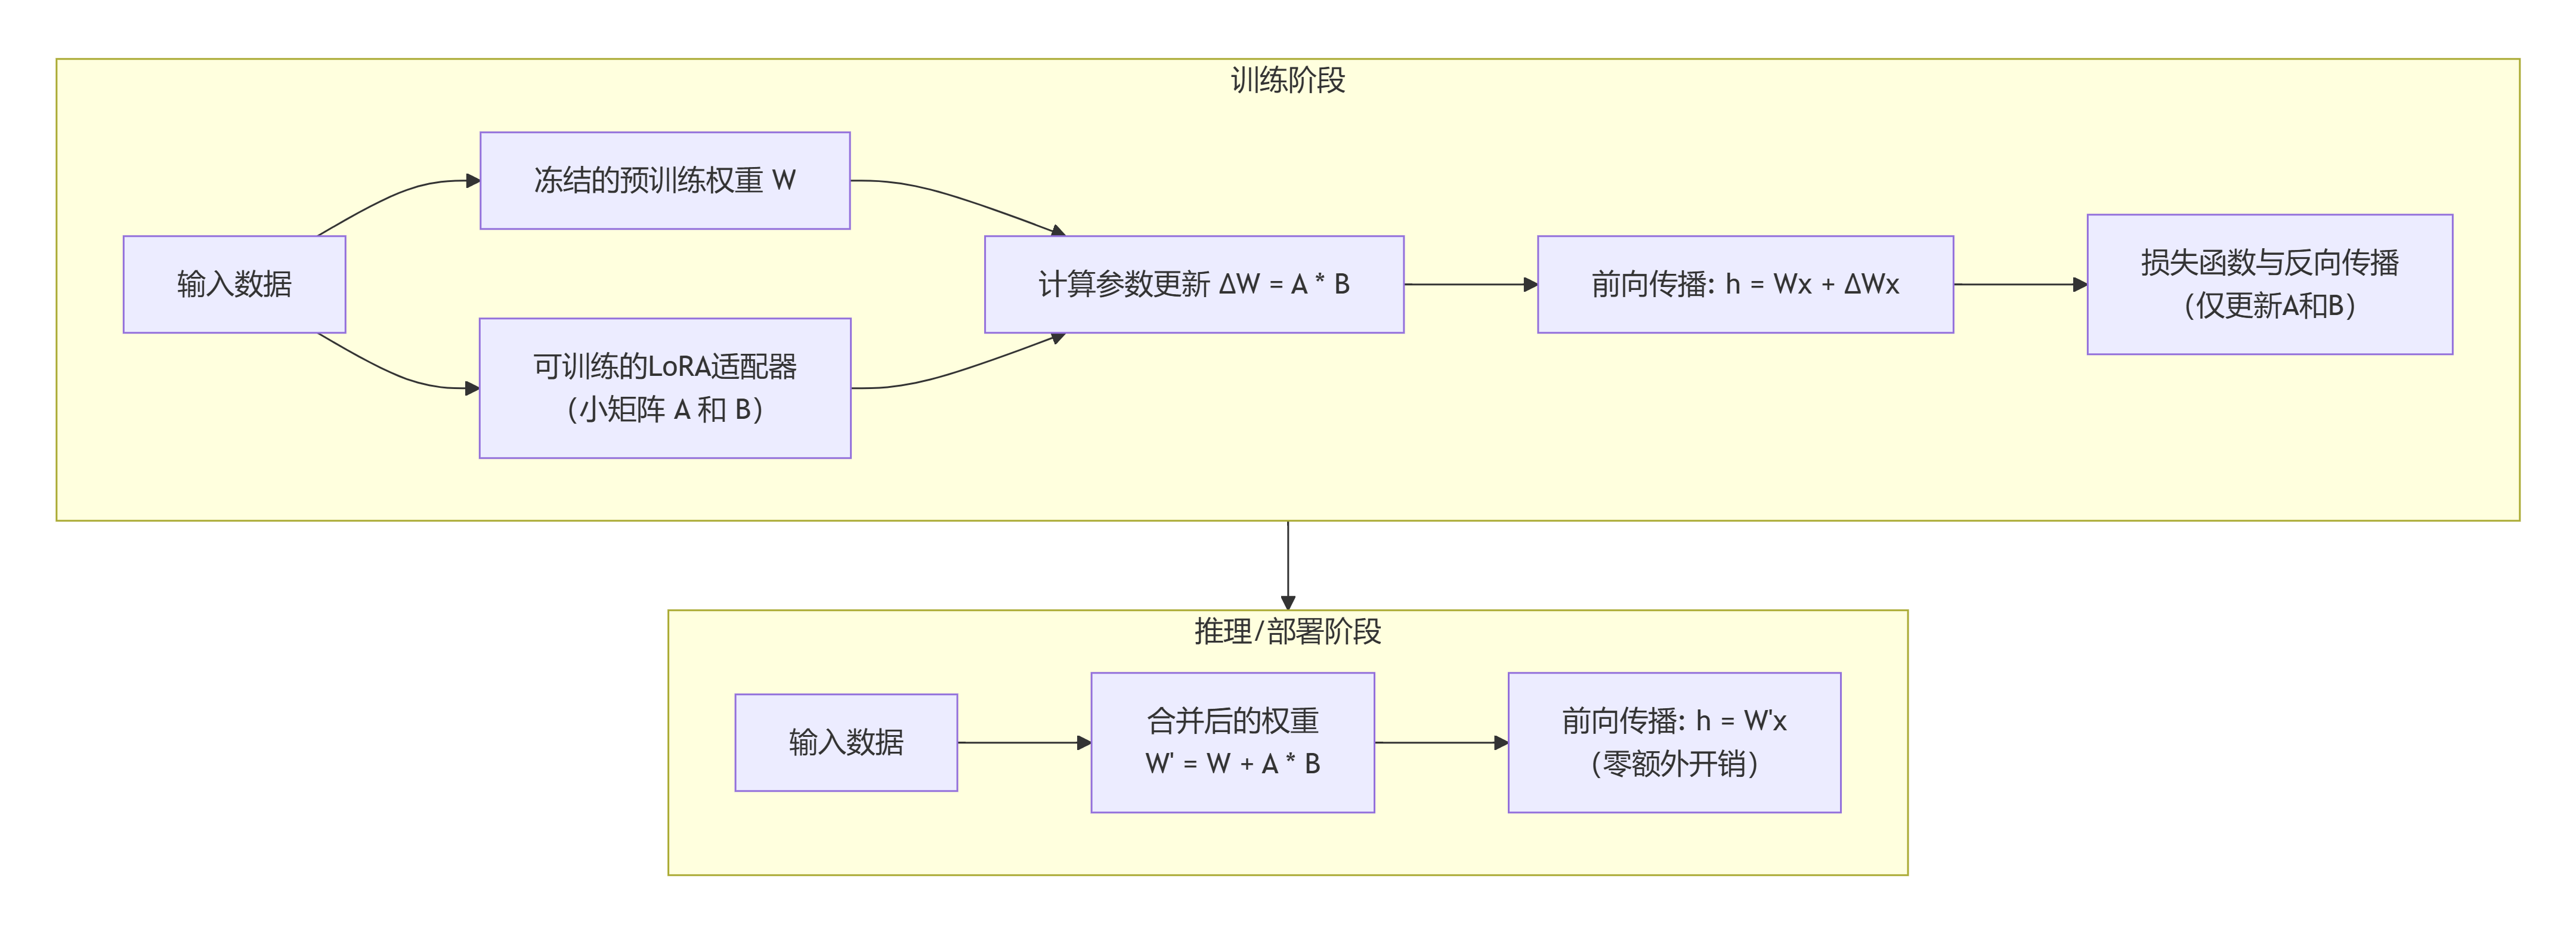 训练阶段
输入数据
冻结的预训练权重 W
可训练的LoRA适配器
（小矩阵 A 和 B）
计算参数更新 ΔW = A * B
前向传播: h = Wx + ΔWx
损失函数与反向传播
（仅更新A和B）
推理/部署阶段
输入数据
合并后的权重
W' = W + A * B
前向传播: h = W'x
（零额外开销）